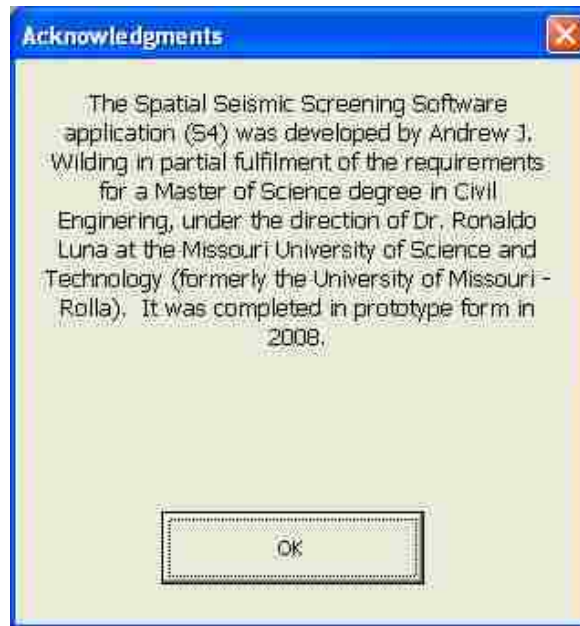 Acknowledgments
The Spatial Seismic Screening Software
application (S4) was developed by Andrew J.
Wilding in partial fulfilment of the requirements
for a Master of Science degree in Civil
Enginering, under the direction of Dr. Ronaldo
Luna at the Missouri University of Science and
Technology (formerly the University of Missouri -
Rolla).  It was completed in prototype form in
2008.
OK